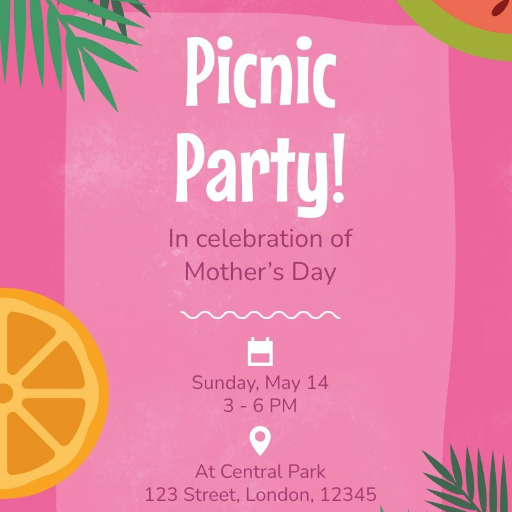 Picnic
Party!
In celebration of
Mother’s Day
Sunday, May 14
3 - 6 PM
At Central Park
123 Street, London, 12345